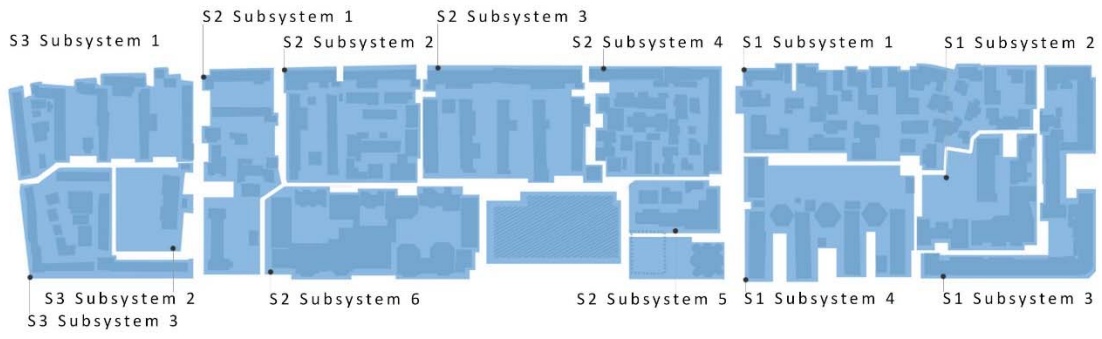 S2 Subsystem 1
S2 Subsystem 3
S3 Subsystem 1
S2 Subsystem 2
S2 Subsystem 4
S1 Subsystem 1
S1 Subsystem 2
S3 Subsystem 2
S2 Subsystem 6
S2 Subsystem 5
S1 Subsystem 4
S1 Subsystem 3
S3 Subsystem 3